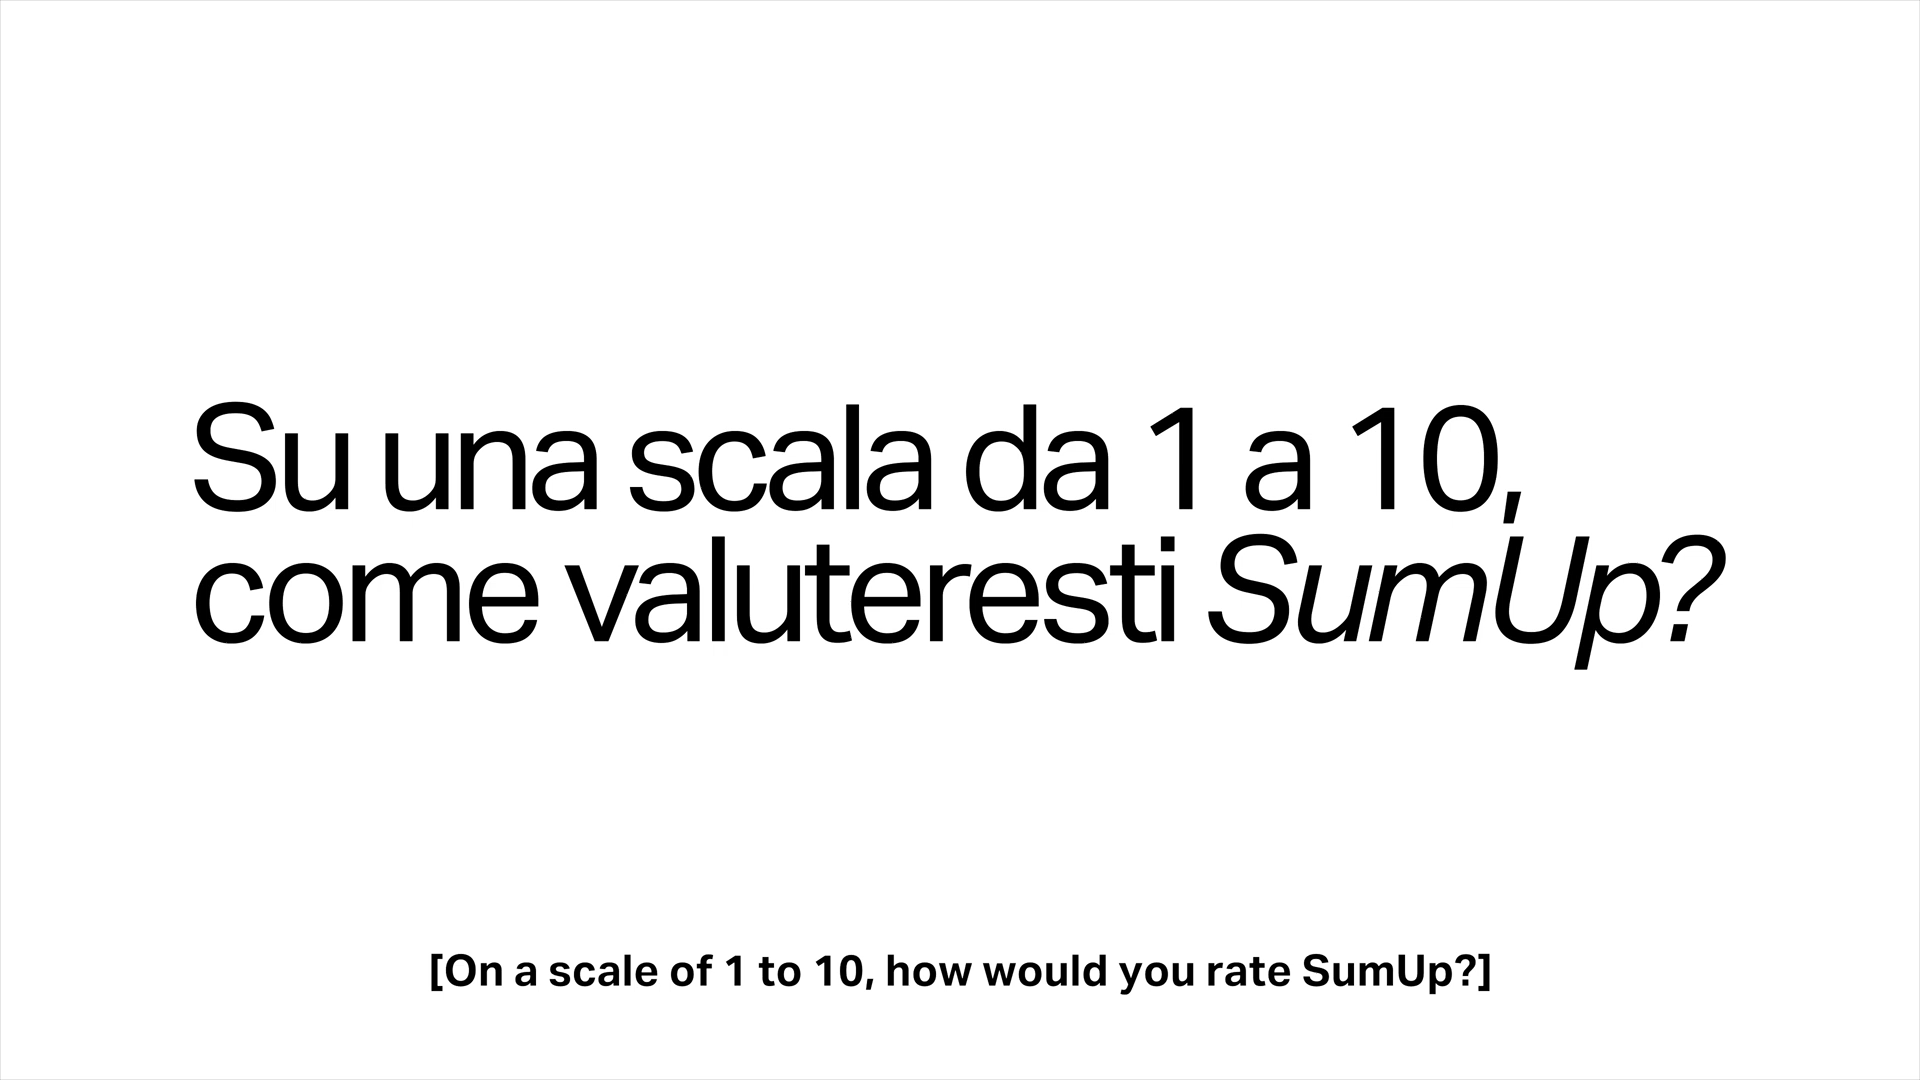 Su una scala da 1 a 10,
come valuteresti SumUp?
[On a scale of 1 to 10, how would you rate SumUp?]